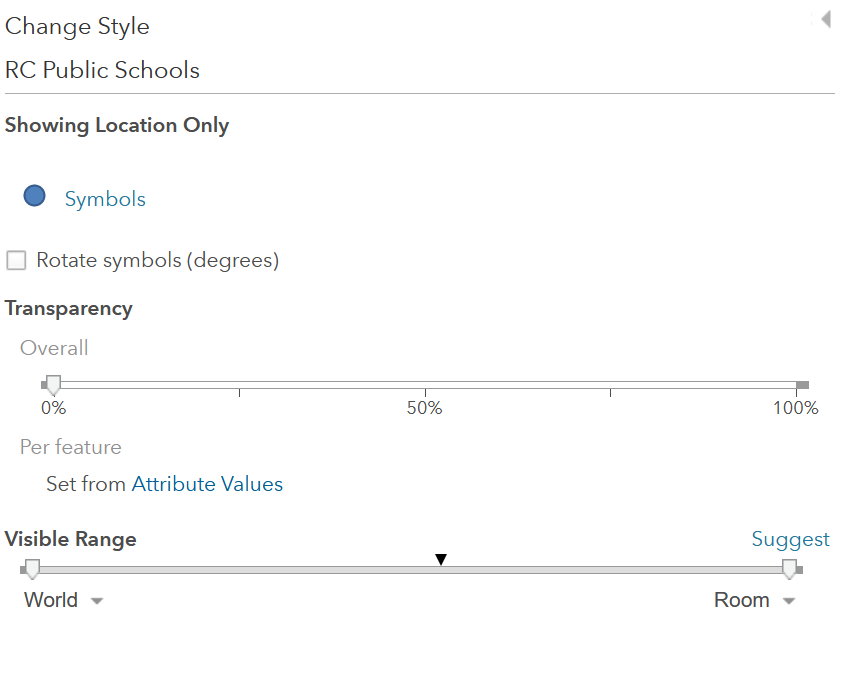 Change Style
RC Public Schools
Showing Location Only
Symbols
Rotate symbols (degrees)
Transparency
Overall
0% 50% 100%
Per feature
Set from Attribute Values
Visible Range Suggest
World Room